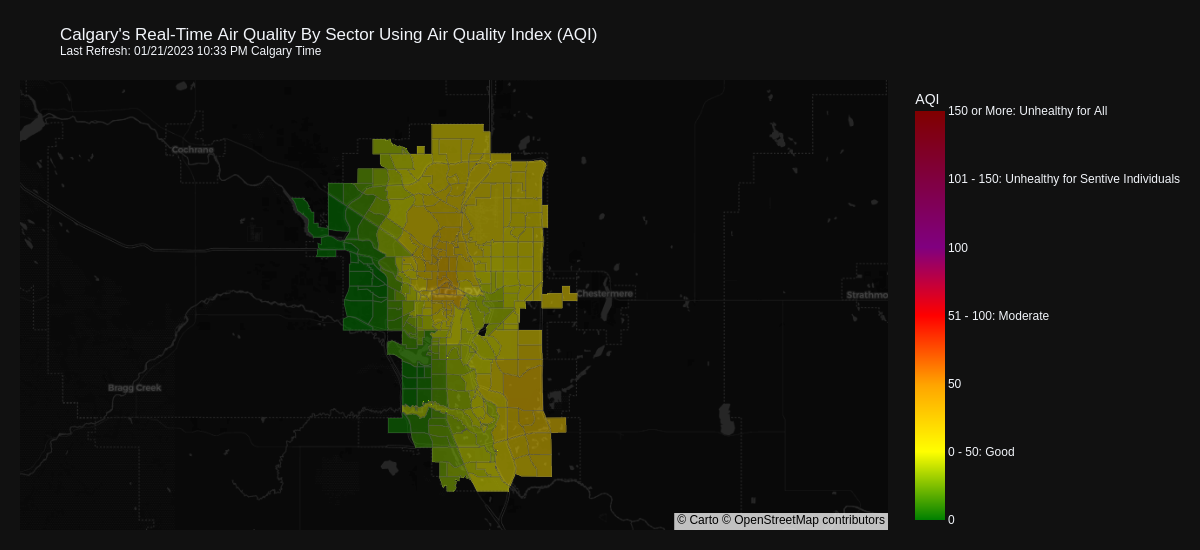 Calgary's Real-Time Air Quality By Sector Using Air Quality Index (AQI)
Last Refresh: 01/21/2023 10:33 PM Calgary Time
AQI
150 or More: Unhealthy for All
Cochrane
101 - 150: Unhealthy for Sentive Individuals
100
Chestermere
Strathmo
51 - 100: Moderate
Bragg Creek
50
0 - 50: Good
0
© Carto © OpenStreetMap contributors